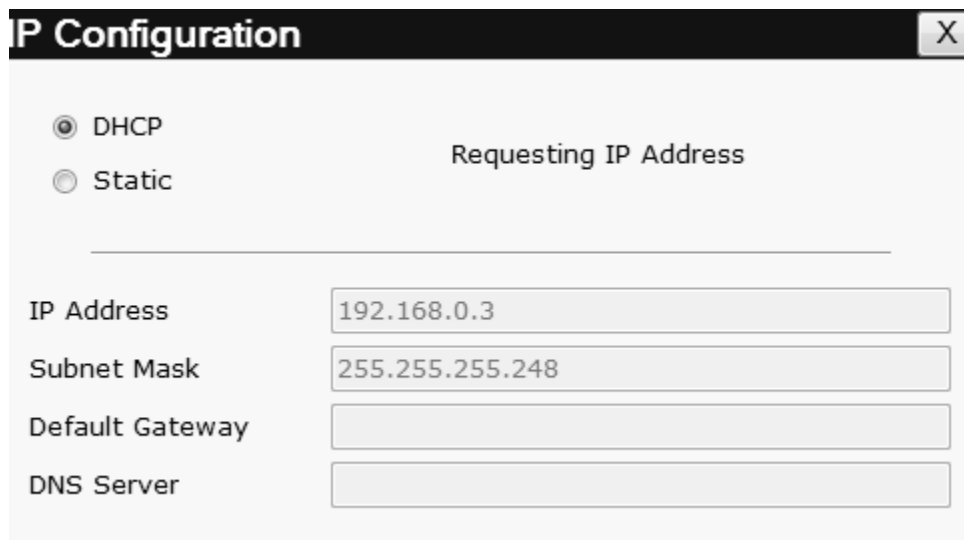 IP Configuration
X
DHCP
Requesting IP Address
Static
IP Address
192.168.0.3
Subnet Mask
255.255.255.248
Default Gateway
DNS Server